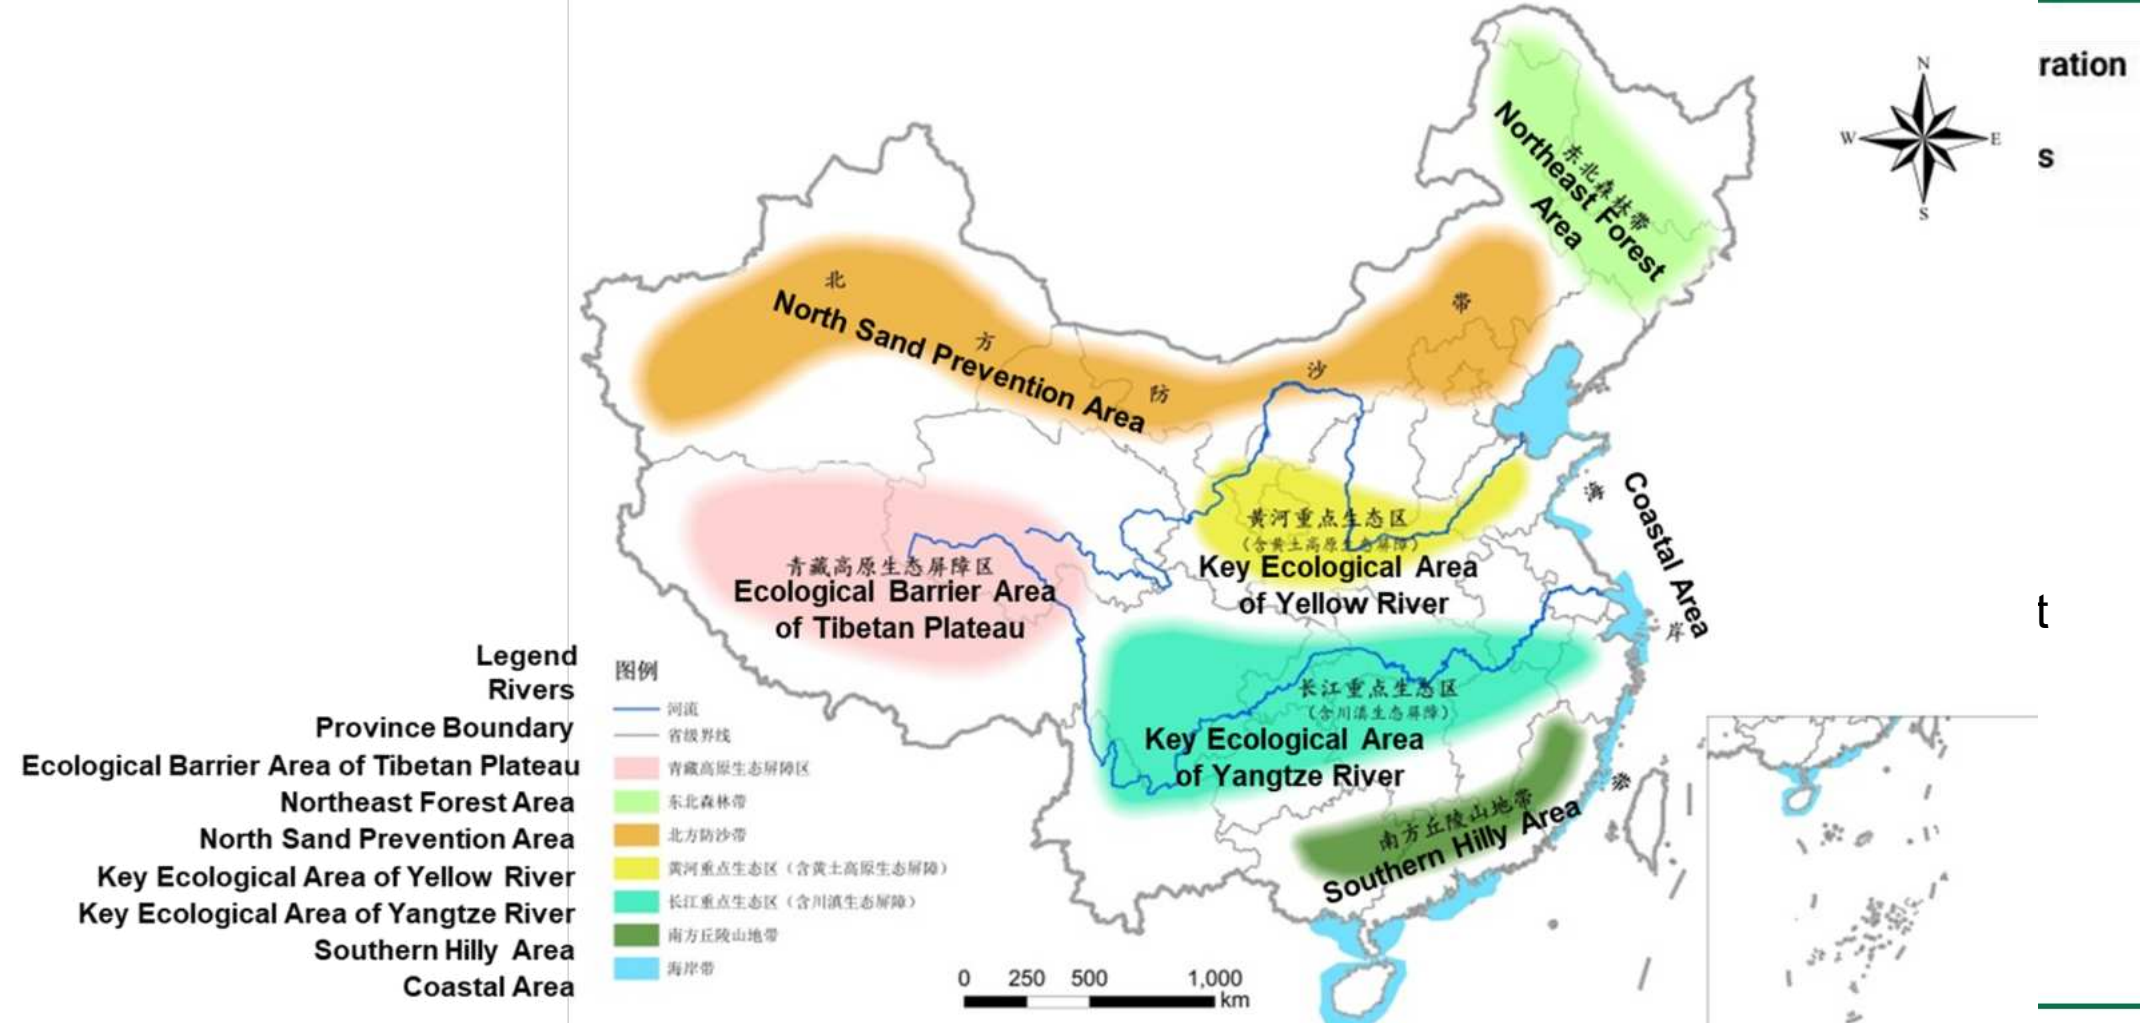 ration
s
t
N
W
E
S
东北森林带
Northeast Forest
Area
北
方
防
沙
带
North Sand Prevention Area
海
岸
带
Coastal Area
黄河重点生态区
（含黄土高原生态屏障）
Key Ecological Area
of Yellow River
青藏高原生态屏障区
Ecological Barrier Area
of Tibetan Plateau
长江重点生态区
（含川滇生态屏障）
Key Ecological Area
of Yangtze River
南方丘陵山地带
Southern Hilly Area
Legend
图例
Rivers
河流
Province Boundary
省级界线
Ecological Barrier Area of Tibetan Plateau
青藏高原生态屏障区
Northeast Forest Area
东北森林带
North Sand Prevention Area
北方防沙带
Key Ecological Area of Yellow River
黄河重点生态区（含黄土高原生态屏障）
Key Ecological Area of Yangtze River
长江重点生态区（含川滇生态屏障）
Southern Hilly Area
南方丘陵山地带
Coastal Area
海岸带
0 250 500 1,000
km